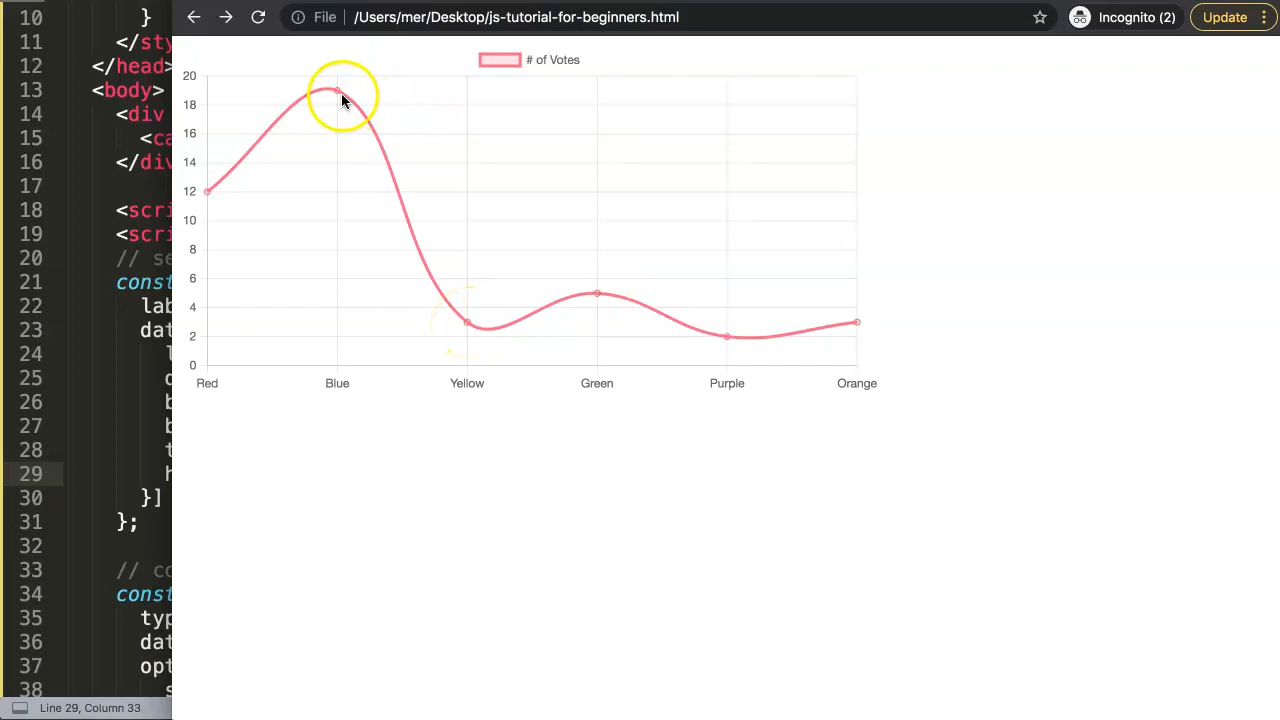 File /Users/mer/Desktop/js-tutorial-for-beginners.html Incognito (2) Update
10 }
11 </sty
12 </head>
13 <body>
14 <div
15 <ca
16 </div
17
18 <scri
19 <scri
20 // se
21 const
22 lab
23 dat
24 l
25 d
26 b
27 b
28 t
29 h
30 }]
31 };
32
33 // co
34 const
35 typ
36 dat
37 opt
38 s
Line 29, Column 33
# of Votes
20
18
16
14
12
10
8
6
4
2
0
Red Blue Yellow Green Purple Orange